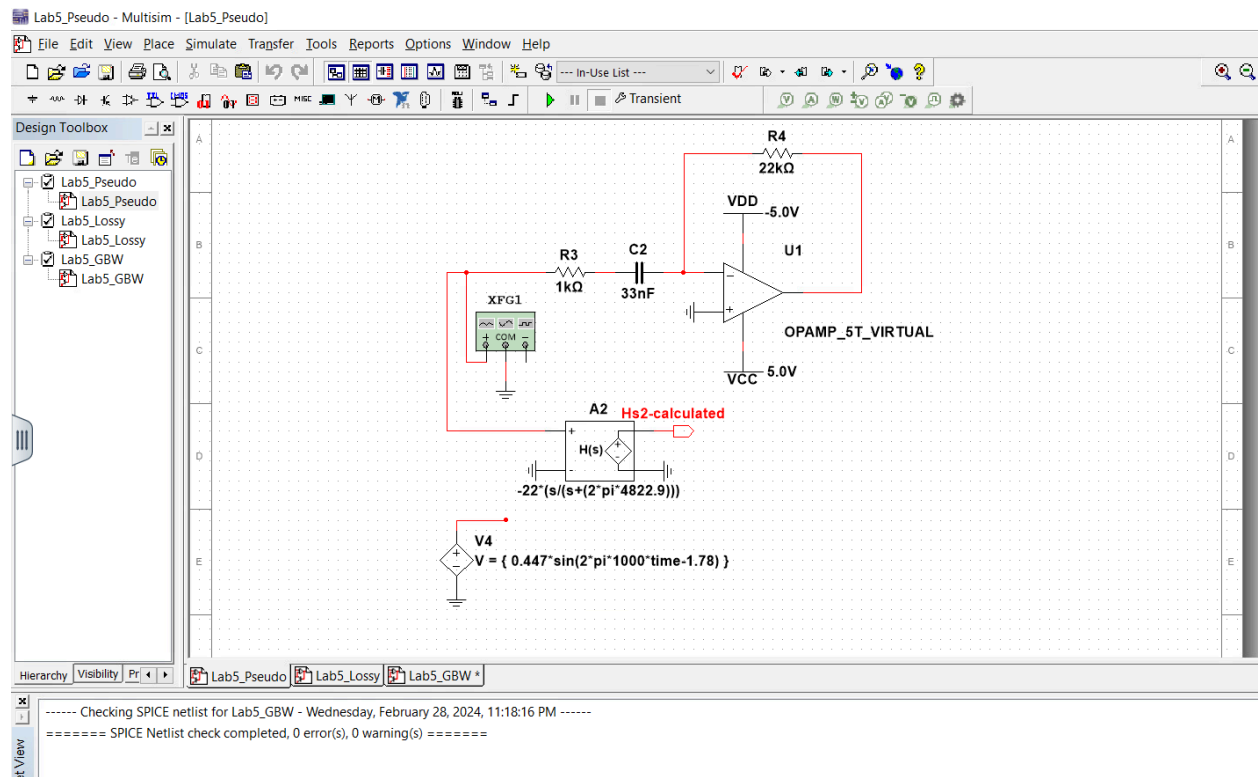 Lab5_Pseudo - Multisim - [Lab5_Pseudo]
File Edit View Place Simulate Transfer Tools Reports Options Window Help
--- In-Use List ---
MISC
Transient
Design Toolbox
Lab5_Pseudo
Lab5_Pseudo
Lab5_Lossy
Lab5_Lossy
Lab5_GBW
Lab5_GBW
A
B
C
D
E
A
B
C
D
E
R4
22kΩ
VDD
-5.0V
U1
R3
1kΩ
C2
33nF
XFG1
COM
OPAMP_5T_VIRTUAL
VCC
5.0V
A2
Hs2-calculated
H(s)
-22*(s/(s+(2*pi*4822.9)))
V4
V = { 0.447*sin(2*pi*1000*time-1.78) }
Hierarchy Visibility Pr
Lab5_Pseudo Lab5_Lossy Lab5_GBW *
------ Checking SPICE netlist for Lab5_GBW - Wednesday, February 28, 2024, 11:18:16 PM ------
======= SPICE Netlist check completed, 0 error(s), 0 warning(s) =======
et View